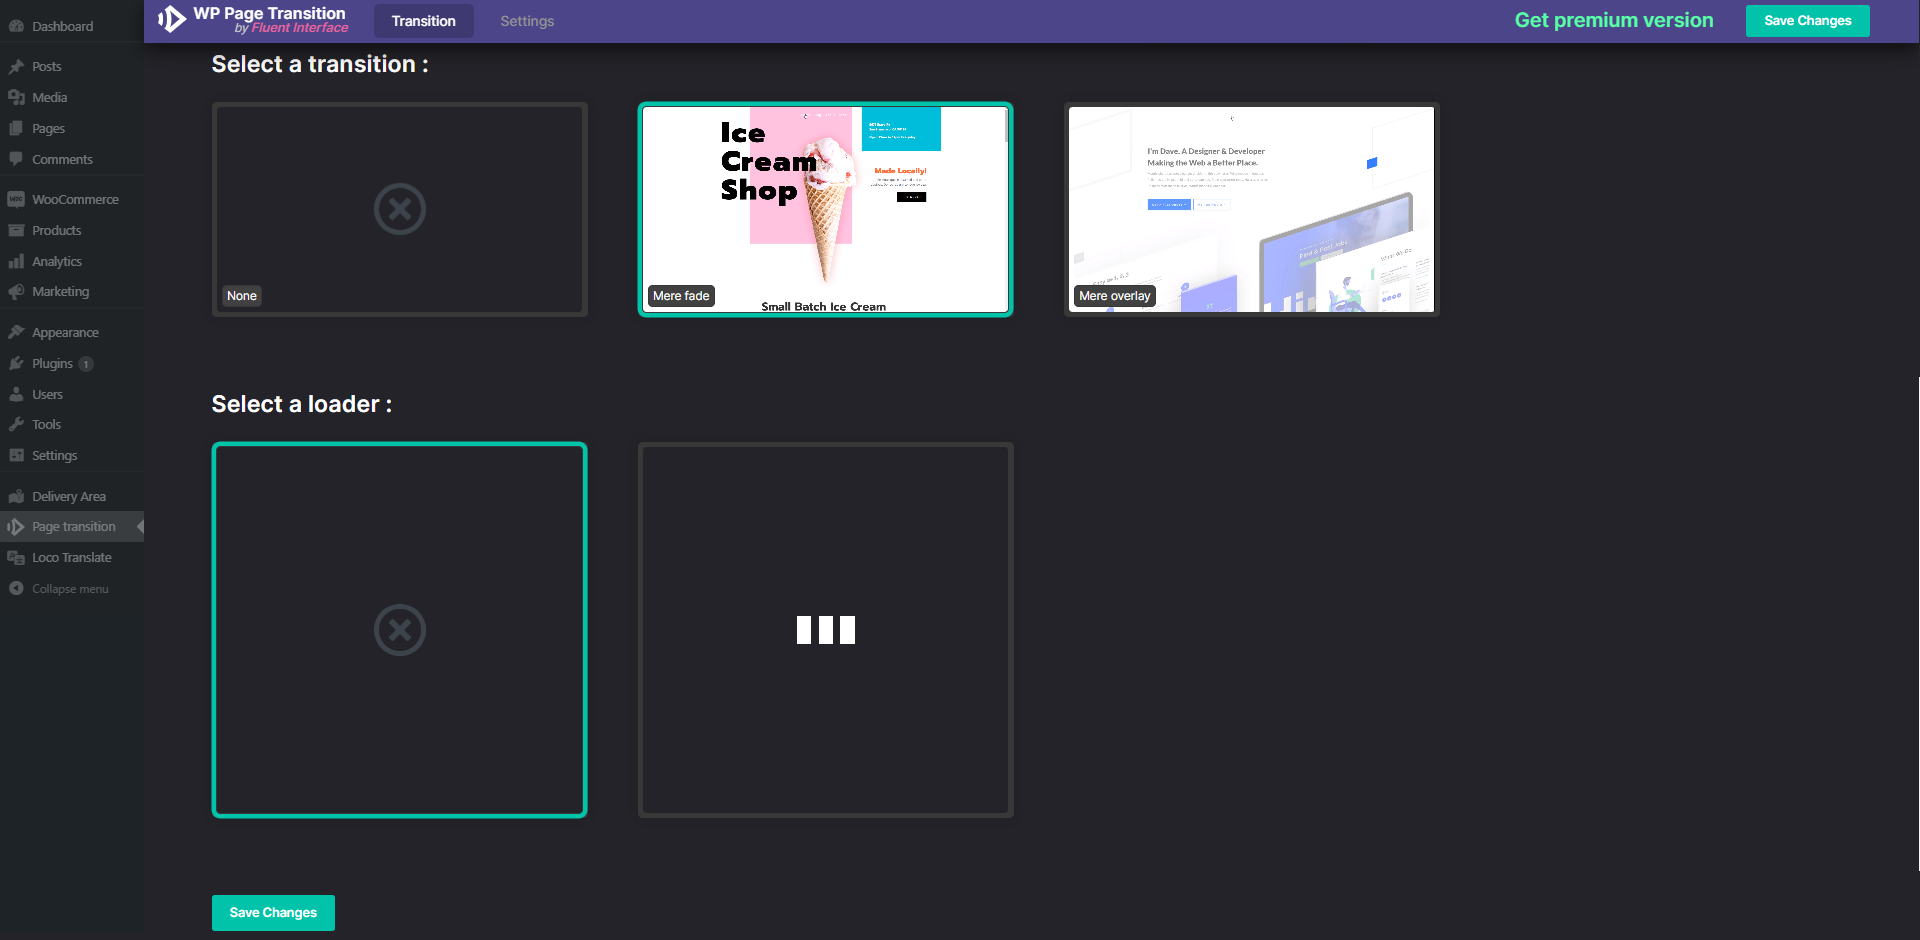 Dashboard
Posts
Media
Pages
Comments
WooCommerce
Products
Analytics
Marketing
Appearance
Plugins 1
Users
Tools
Settings
Delivery Area
Page transition
Loco Translate
Collapse menu
WP Page Transition
by Fluent Interface
Transition
Settings
Get premium version
Save Changes
Select a transition :
None
Ice
Cream
Shop
Made Locally!
Small Batch Ice Cream
Mere fade
I'm Dave. A Designer & Developer
Making the Web a Better Place.
Mere overlay
Select a loader :
Save Changes